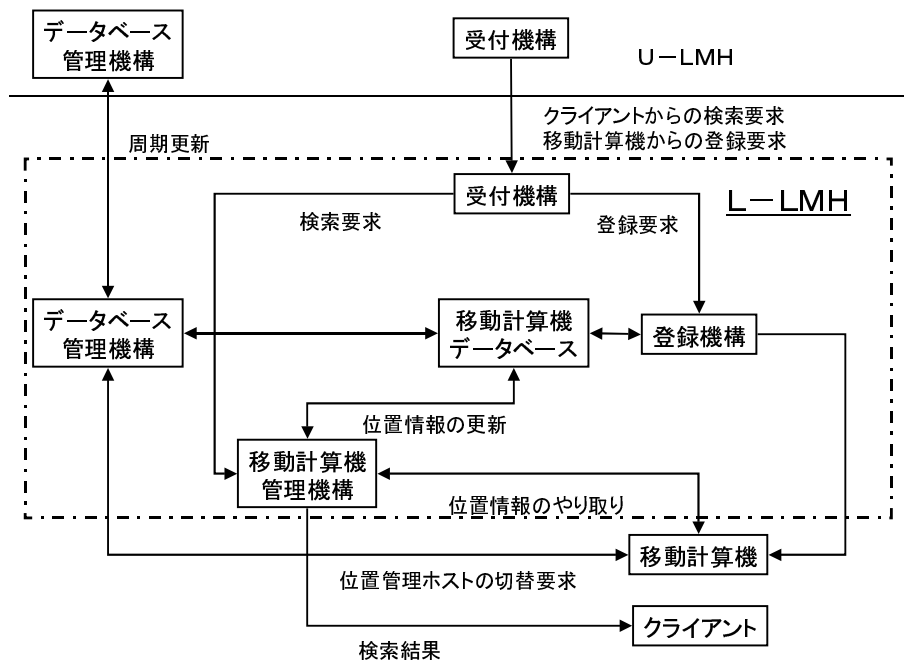 データベース
管理機構
受付機構
U－LMH
クライアントからの検索要求
移動計算機からの登録要求
周期更新
受付機構
L－LMH
検索要求
登録要求
データベース
管理機構
移動計算機
データベース
登録機構
位置情報の更新
移動計算機
管理機構
位置情報のやり取り
移動計算機
位置管理ホストの切替要求
クライアント
検索結果